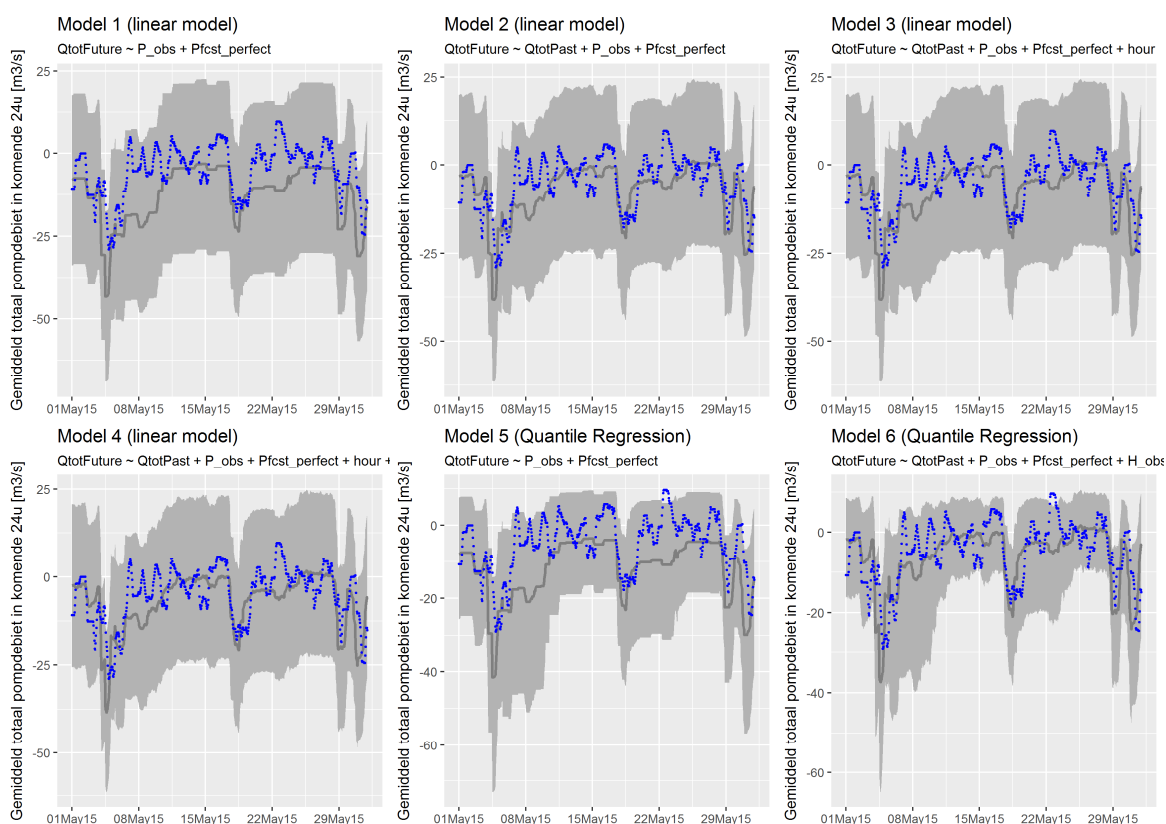 Model 1 (linear model)
QtotFuture ~ P_obs + Pfcst_perfect
Gemiddeld totaal pompdebiet in komende 24u [m3/s]
25
0
-25
-50
01May15 08May15 15May15 22May15 29May15
Model 2 (linear model)
QtotFuture ~ QtotPast + P_obs + Pfcst_perfect
Gemiddeld totaal pompdebiet in komende 24u [m3/s]
25
0
-25
-50
01May15 08May15 15May15 22May15 29May15
Model 3 (linear model)
QtotFuture ~ QtotPast + P_obs + Pfcst_perfect + hour
Gemiddeld totaal pompdebiet in komende 24u [m3/s]
25
0
-25
-50
01May15 08May15 15May15 22May15 29May15
Model 4 (linear model)
QtotFuture ~ QtotPast + P_obs + Pfcst_perfect + hour +
Gemiddeld totaal pompdebiet in komende 24u [m3/s]
25
0
-25
-50
01May15 08May15 15May15 22May15 29May15
Model 5 (Quantile Regression)
QtotFuture ~ P_obs + Pfcst_perfect
Gemiddeld totaal pompdebiet in komende 24u [m3/s]
0
-20
-40
-60
01May15 08May15 15May15 22May15 29May15
Model 6 (Quantile Regression)
QtotFuture ~ QtotPast + P_obs + Pfcst_perfect + H_obs
Gemiddeld totaal pompdebiet in komende 24u [m3/s]
0
-20
-40
-60
01May15 08May15 15May15 22May15 29May15